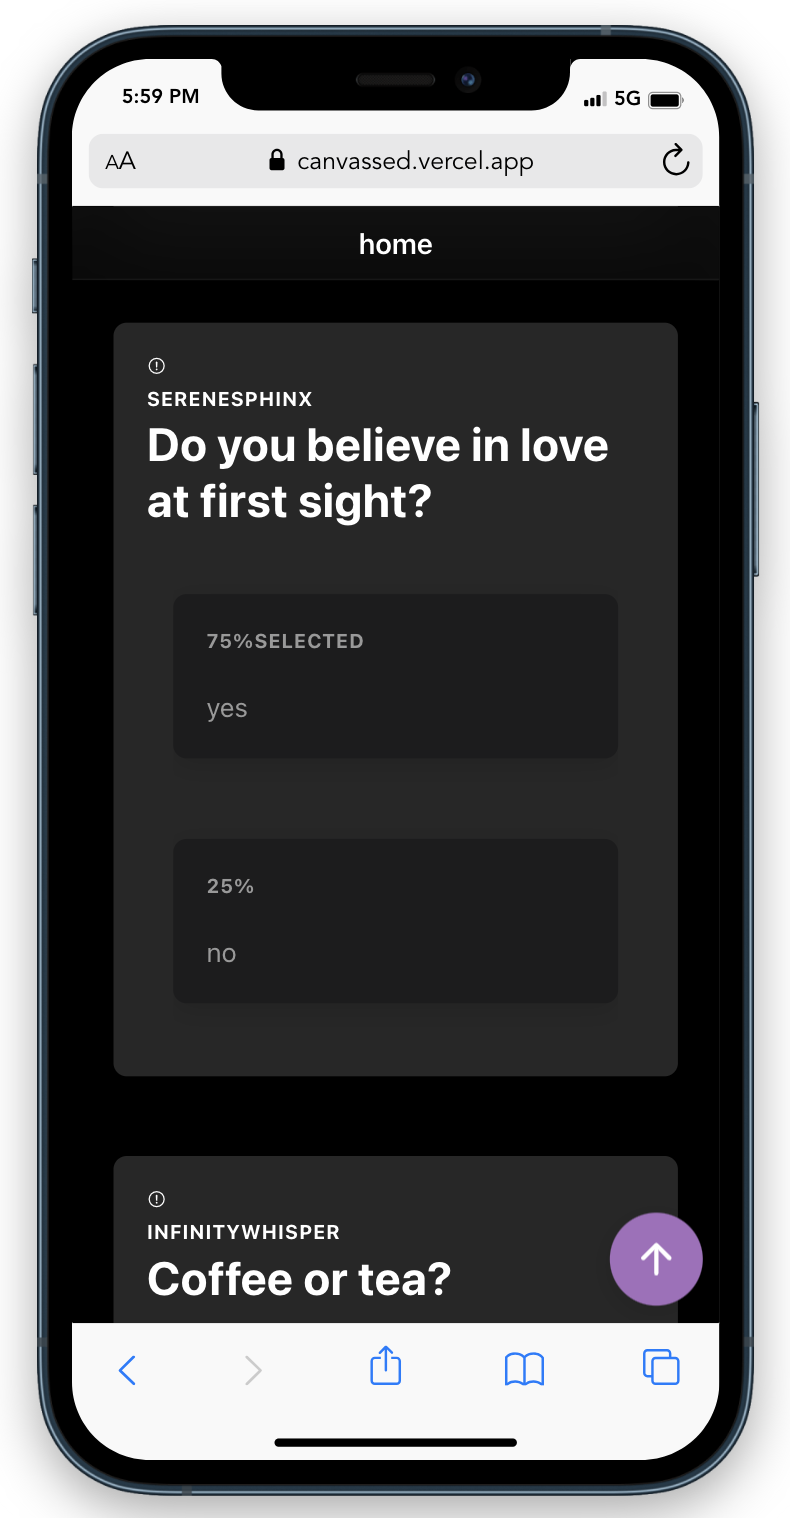 5:59 PM
5G
AA
canvassed.vercel.app
home
SERENESPHINX
Do you believe in love
at first sight?
75%SELECTED
yes
25%
no
INFINITYWHISPER
Coffee or tea?